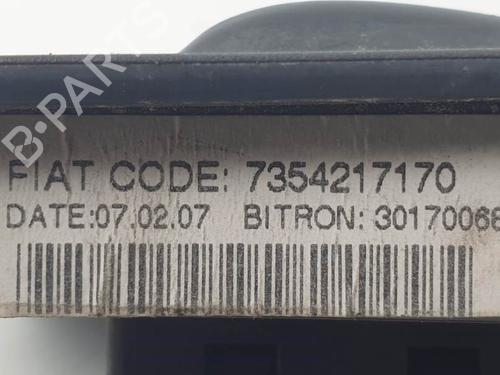 B-PARTS
FIAT CODE: 7354217170
DATE:07.02.07 BITRON: 30170068